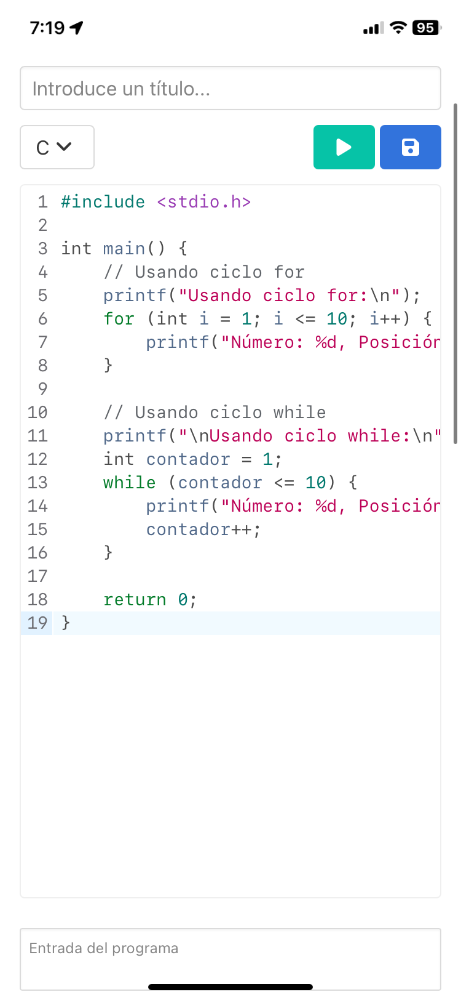 7:19
95
Introduce un título...
C
1 #include <stdio.h>
2
3 int main() {
4     // Usando ciclo for
5     printf("Usando ciclo for:\n");
6     for (int i = 1; i <= 10; i++) {
7         printf("Número: %d, Posición
8     }
9
10     // Usando ciclo while
11     printf("\nUsando ciclo while:\n"
12     int contador = 1;
13     while (contador <= 10) {
14         printf("Número: %d, Posición
15         contador++;
16     }
17
18     return 0;
19 }
Entrada del programa